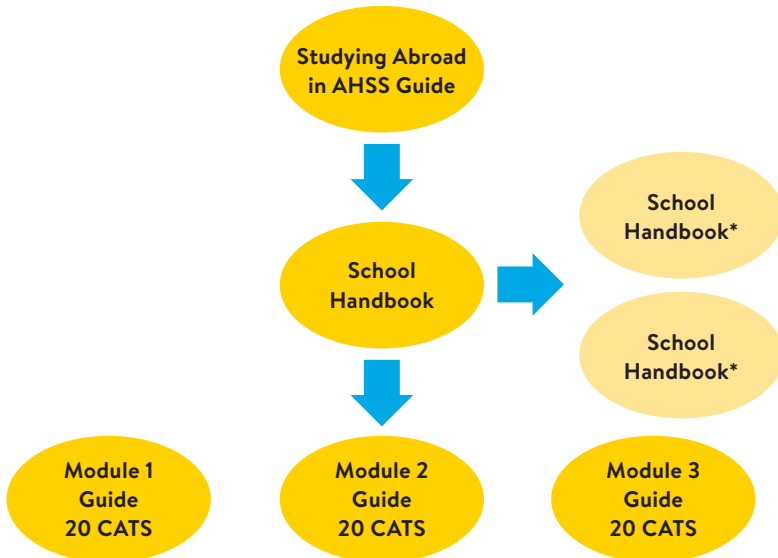 Studying Abroad
in AHSS Guide
School
Handbook*
School
Handbook
School
Handbook*
Module 1
Guide
20 CATS
Module 2
Guide
20 CATS
Module 3
Guide
20 CATS